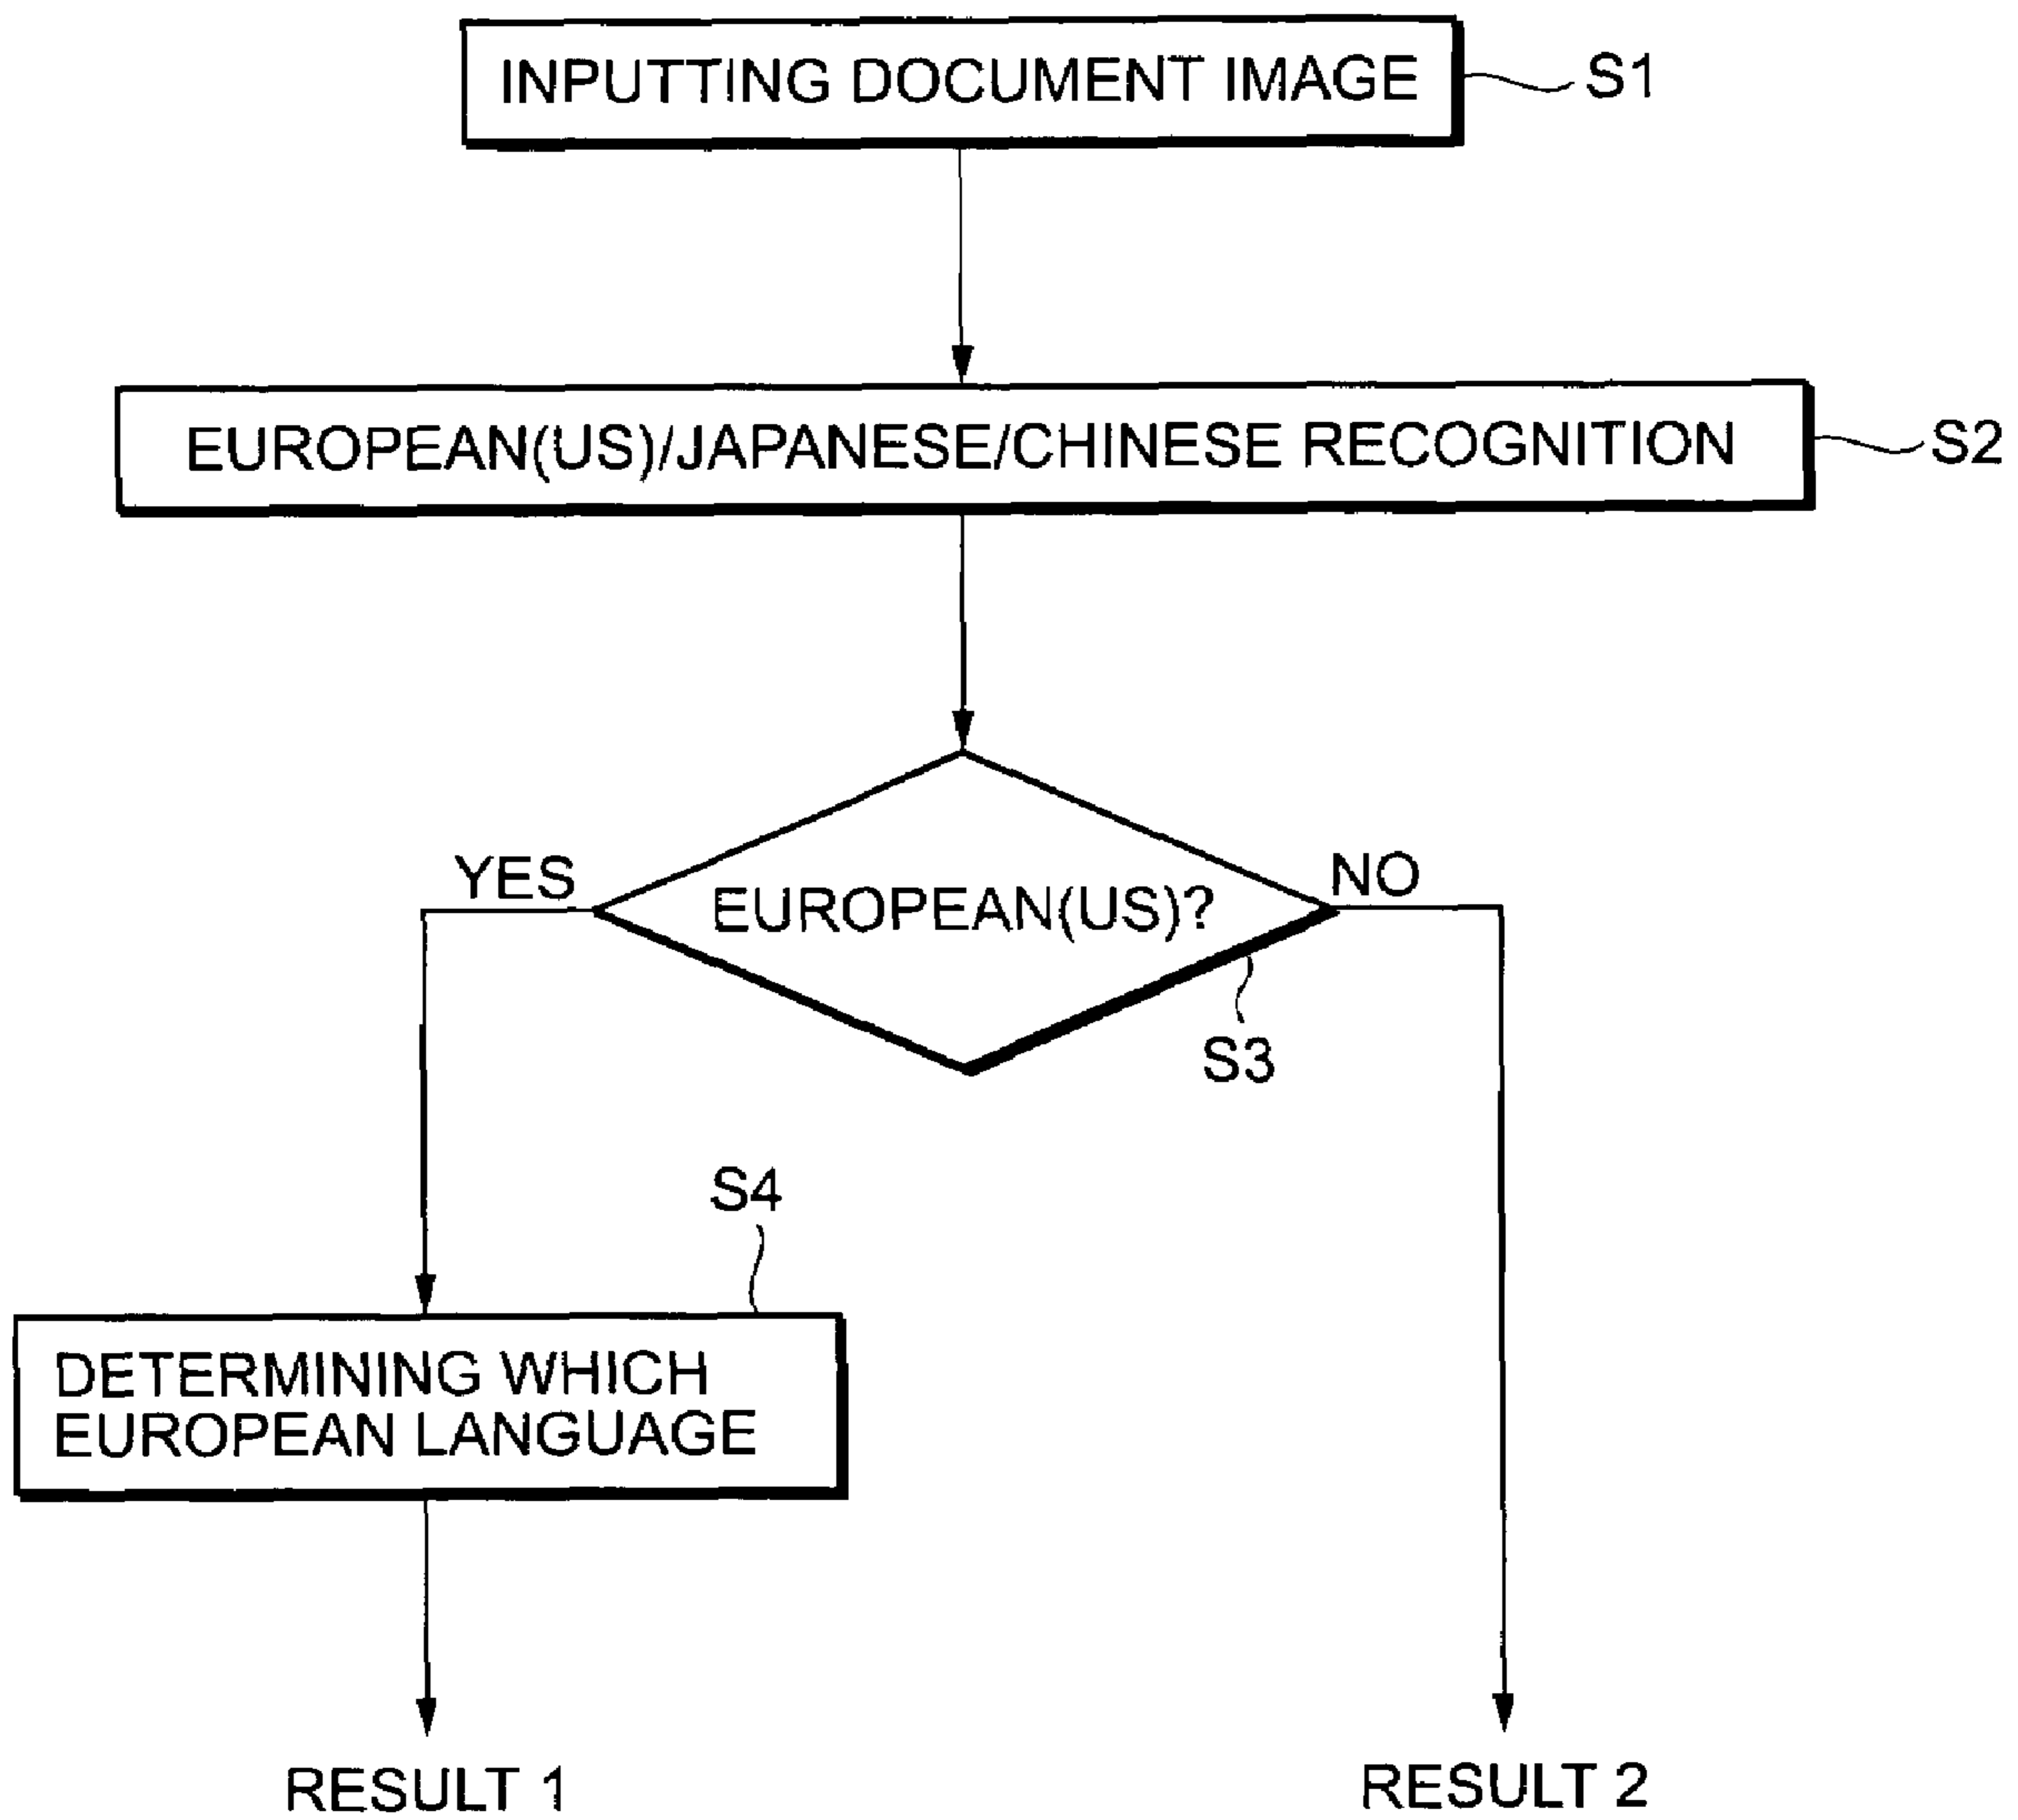 INPUTTING DOCUMENT IMAGE
S1
EUROPEAN(US)/JAPANESE/CHINESE RECOGNITION
S2
YES
EUROPEAN(US)?
NO
S3
S4
DETERMINING WHICH
EUROPEAN LANGUAGE
RESULT 1
RESULT 2